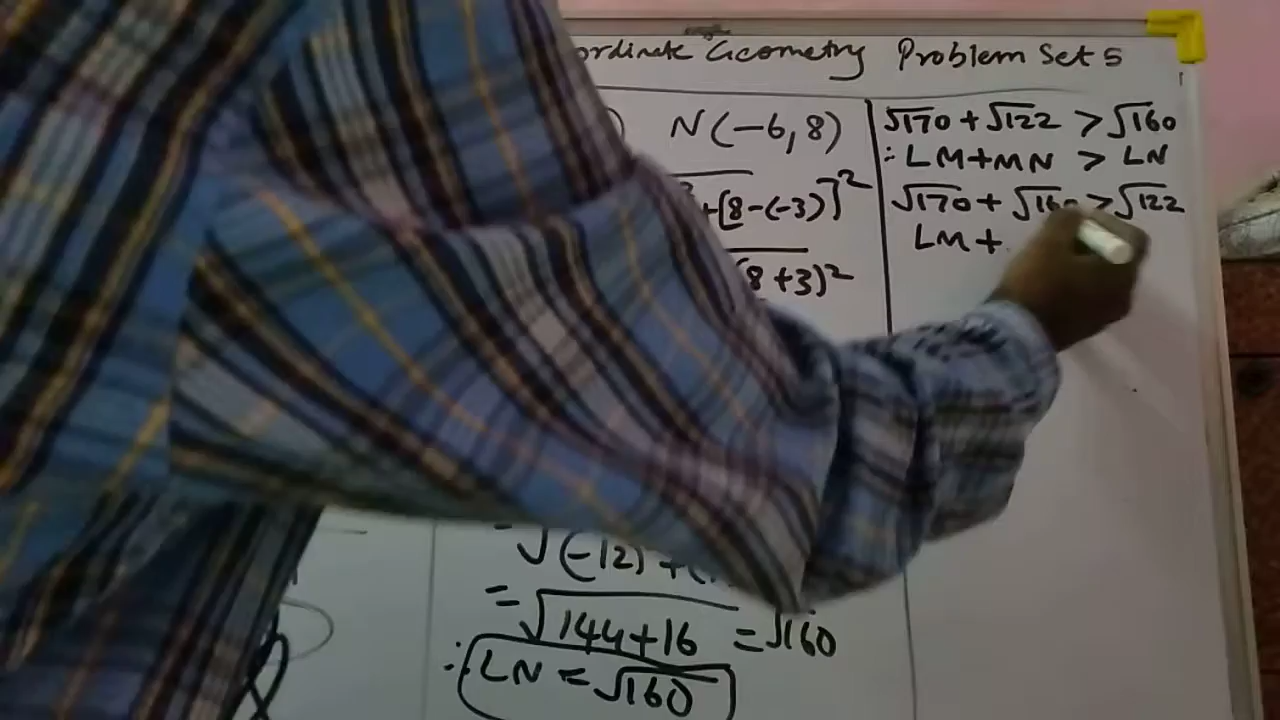 ordinate Geometry Problem Set 5
N(-6,8)
+[8-(-3)]²
(8+3)²
= √(-12)² + (
= √144+16 = √160
∴ LN = √160
√170 + √122 > √160
∴ LM+MN > LN
√170 + √160 > √122
LM +